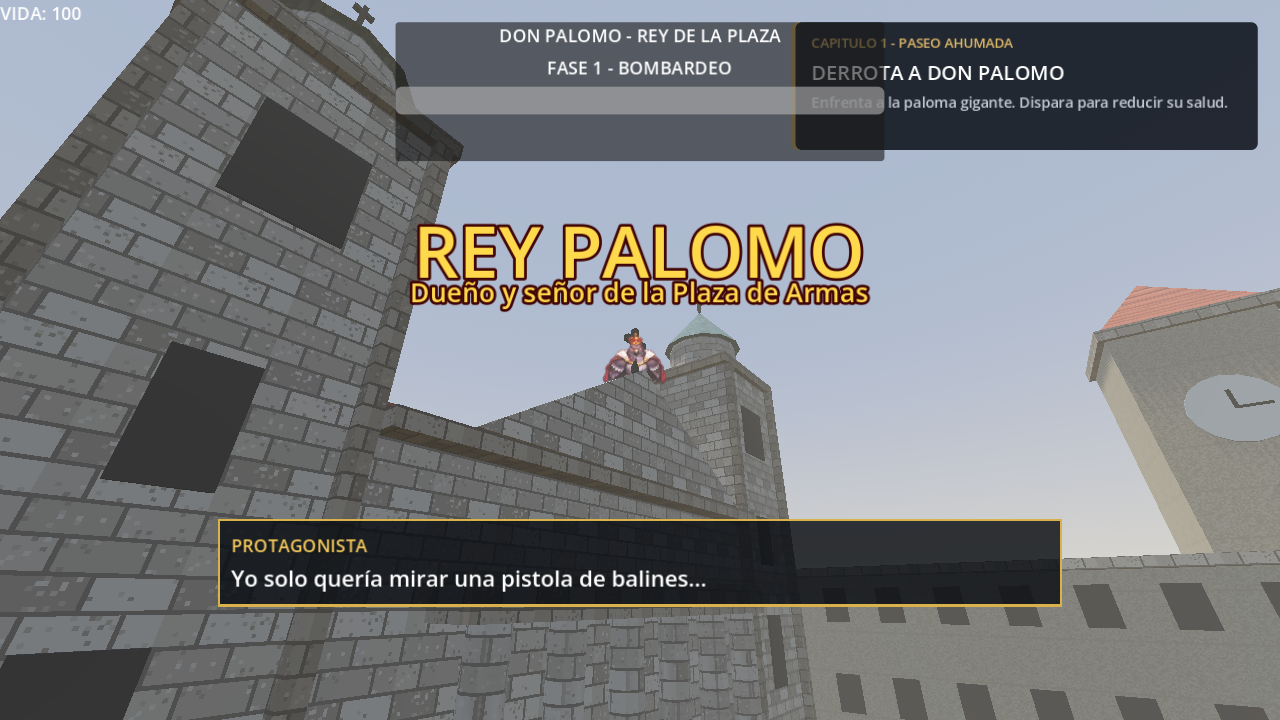 VIDA: 100
DON PALOMO - REY DE LA PLAZA
FASE 1 - BOMBARDEO
CAPITULO 1 - PASEO AHUMADA
DERROTA A DON PALOMO
Enfrenta a la paloma gigante. Dispara para reducir su salud.
REY PALOMO
Dueño y señor de la Plaza de Armas
PROTAGONISTA
Yo solo quería mirar una pistola de balines...